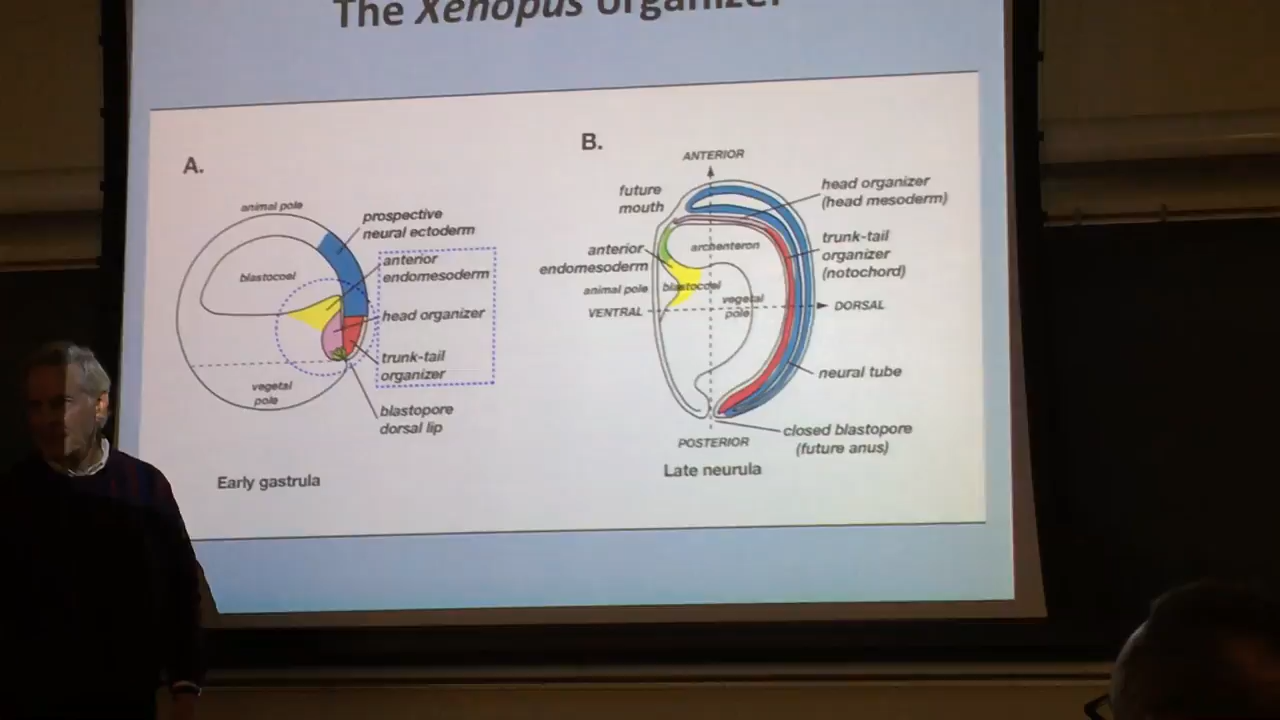 The Xenopus Organizer
A.
animal pole
prospective
neural ectoderm
blastocoel
anterior
endomesoderm
head organizer
trunk-tail
organizer
vegetal
pole
blastopore
dorsal lip
Early gastrula
B.
ANTERIOR
future
mouth
head organizer
(head mesoderm)
anterior
endomesoderm
archenteron
trunk-tail
organizer
(notochord)
animal pole
blastocoel
vegetal
pole
VENTRAL
DORSAL
neural tube
closed blastopore
(future anus)
POSTERIOR
Late neurula